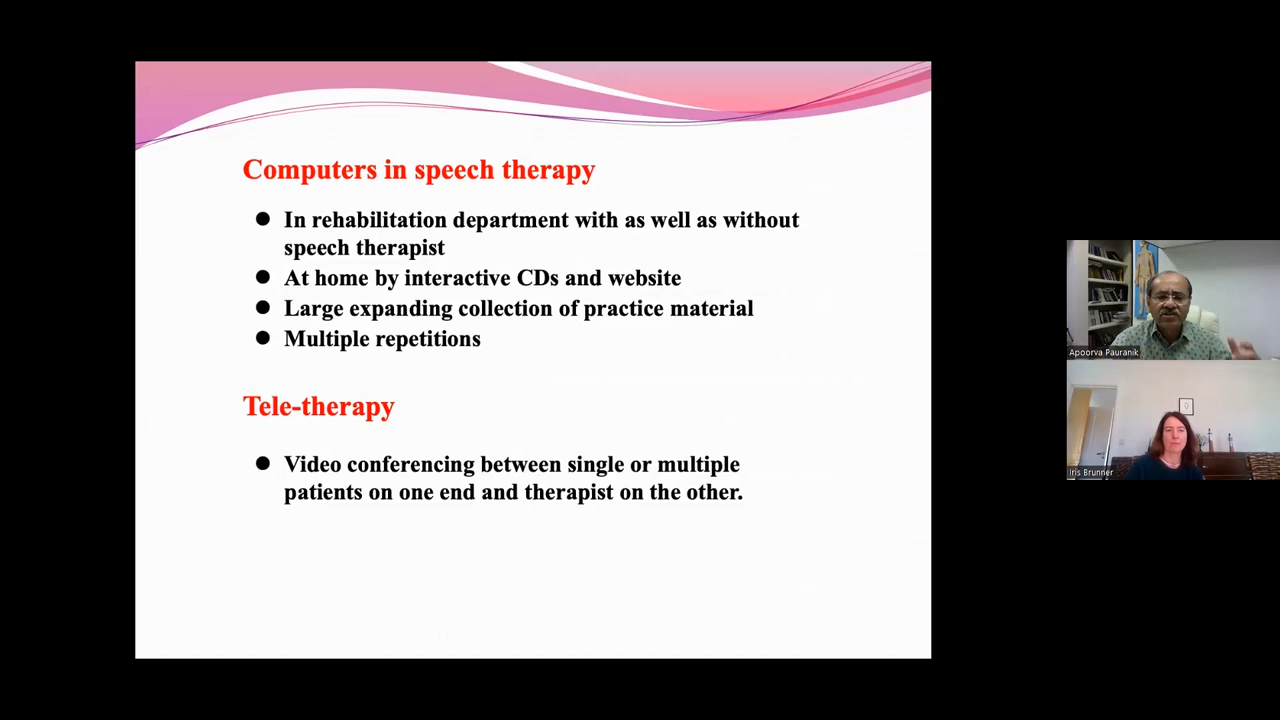 Computers in speech therapy
● In rehabilitation department with as well as without
speech therapist
● At home by interactive CDs and website
● Large expanding collection of practice material
● Multiple repetitions
Tele-therapy
● Video conferencing between single or multiple
patients on one end and therapist on the other.
Apoorva Pauranik
Iris Brunner